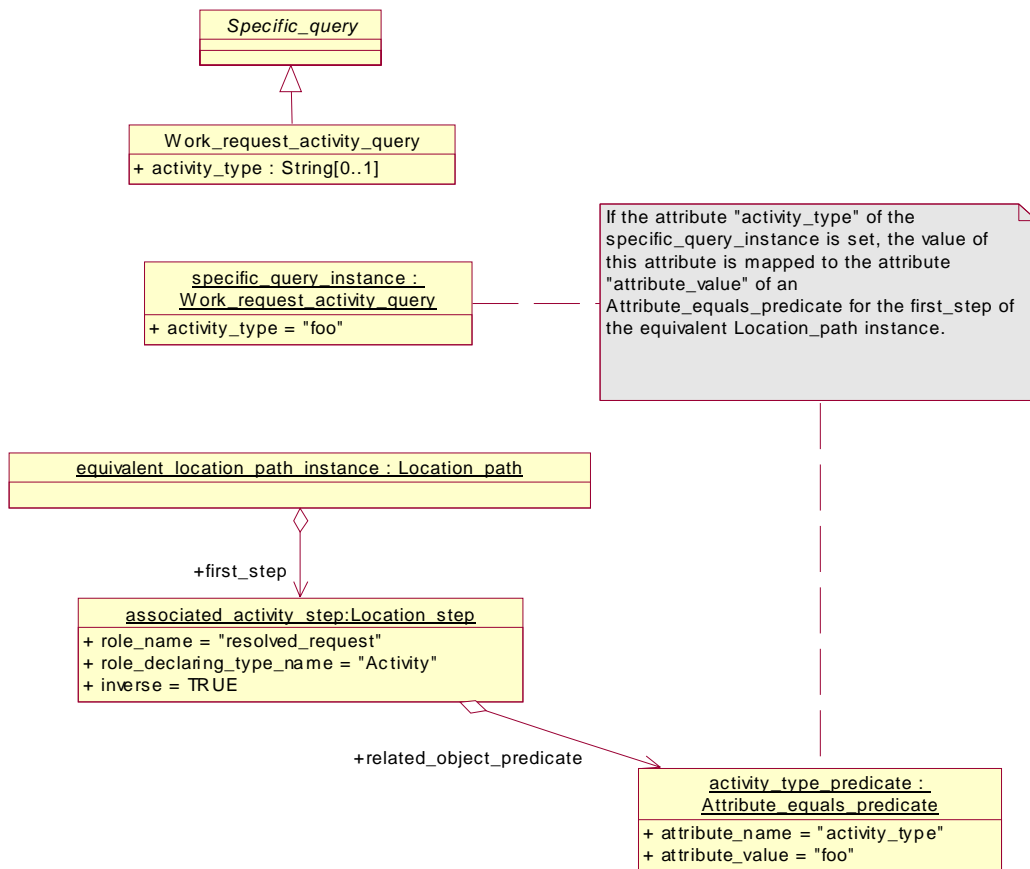 Specific_query
Work_request_activity_query
+ activity_type : String[0..1]
If the attribute "activity_type" of the
specific_query_instance is set, the value of
this attribute is mapped to the attribute
"attribute_value" of an
Attribute_equals_predicate for the first_step of
the equivalent Location_path instance.
specific_query_instance :
Work_request_activity_query
+ activity_type = "foo"
equivalent_location_path_instance : Location_path
+first_step
associated_activity_step:Location_step
+ role_name = "resolved_request"
+ role_declaring_type_name = "Activity"
+ inverse = TRUE
+related_object_predicate
activity_type_predicate :
Attribute_equals_predicate
+ attribute_name = "activity_type"
+ attribute_value = "foo"